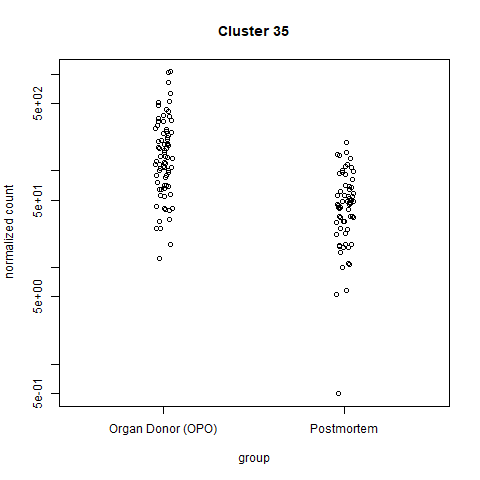 Cluster 35
normalized count
5e+02
5e+01
5e+00
5e-01
Organ Donor (OPO)
Postmortem
group